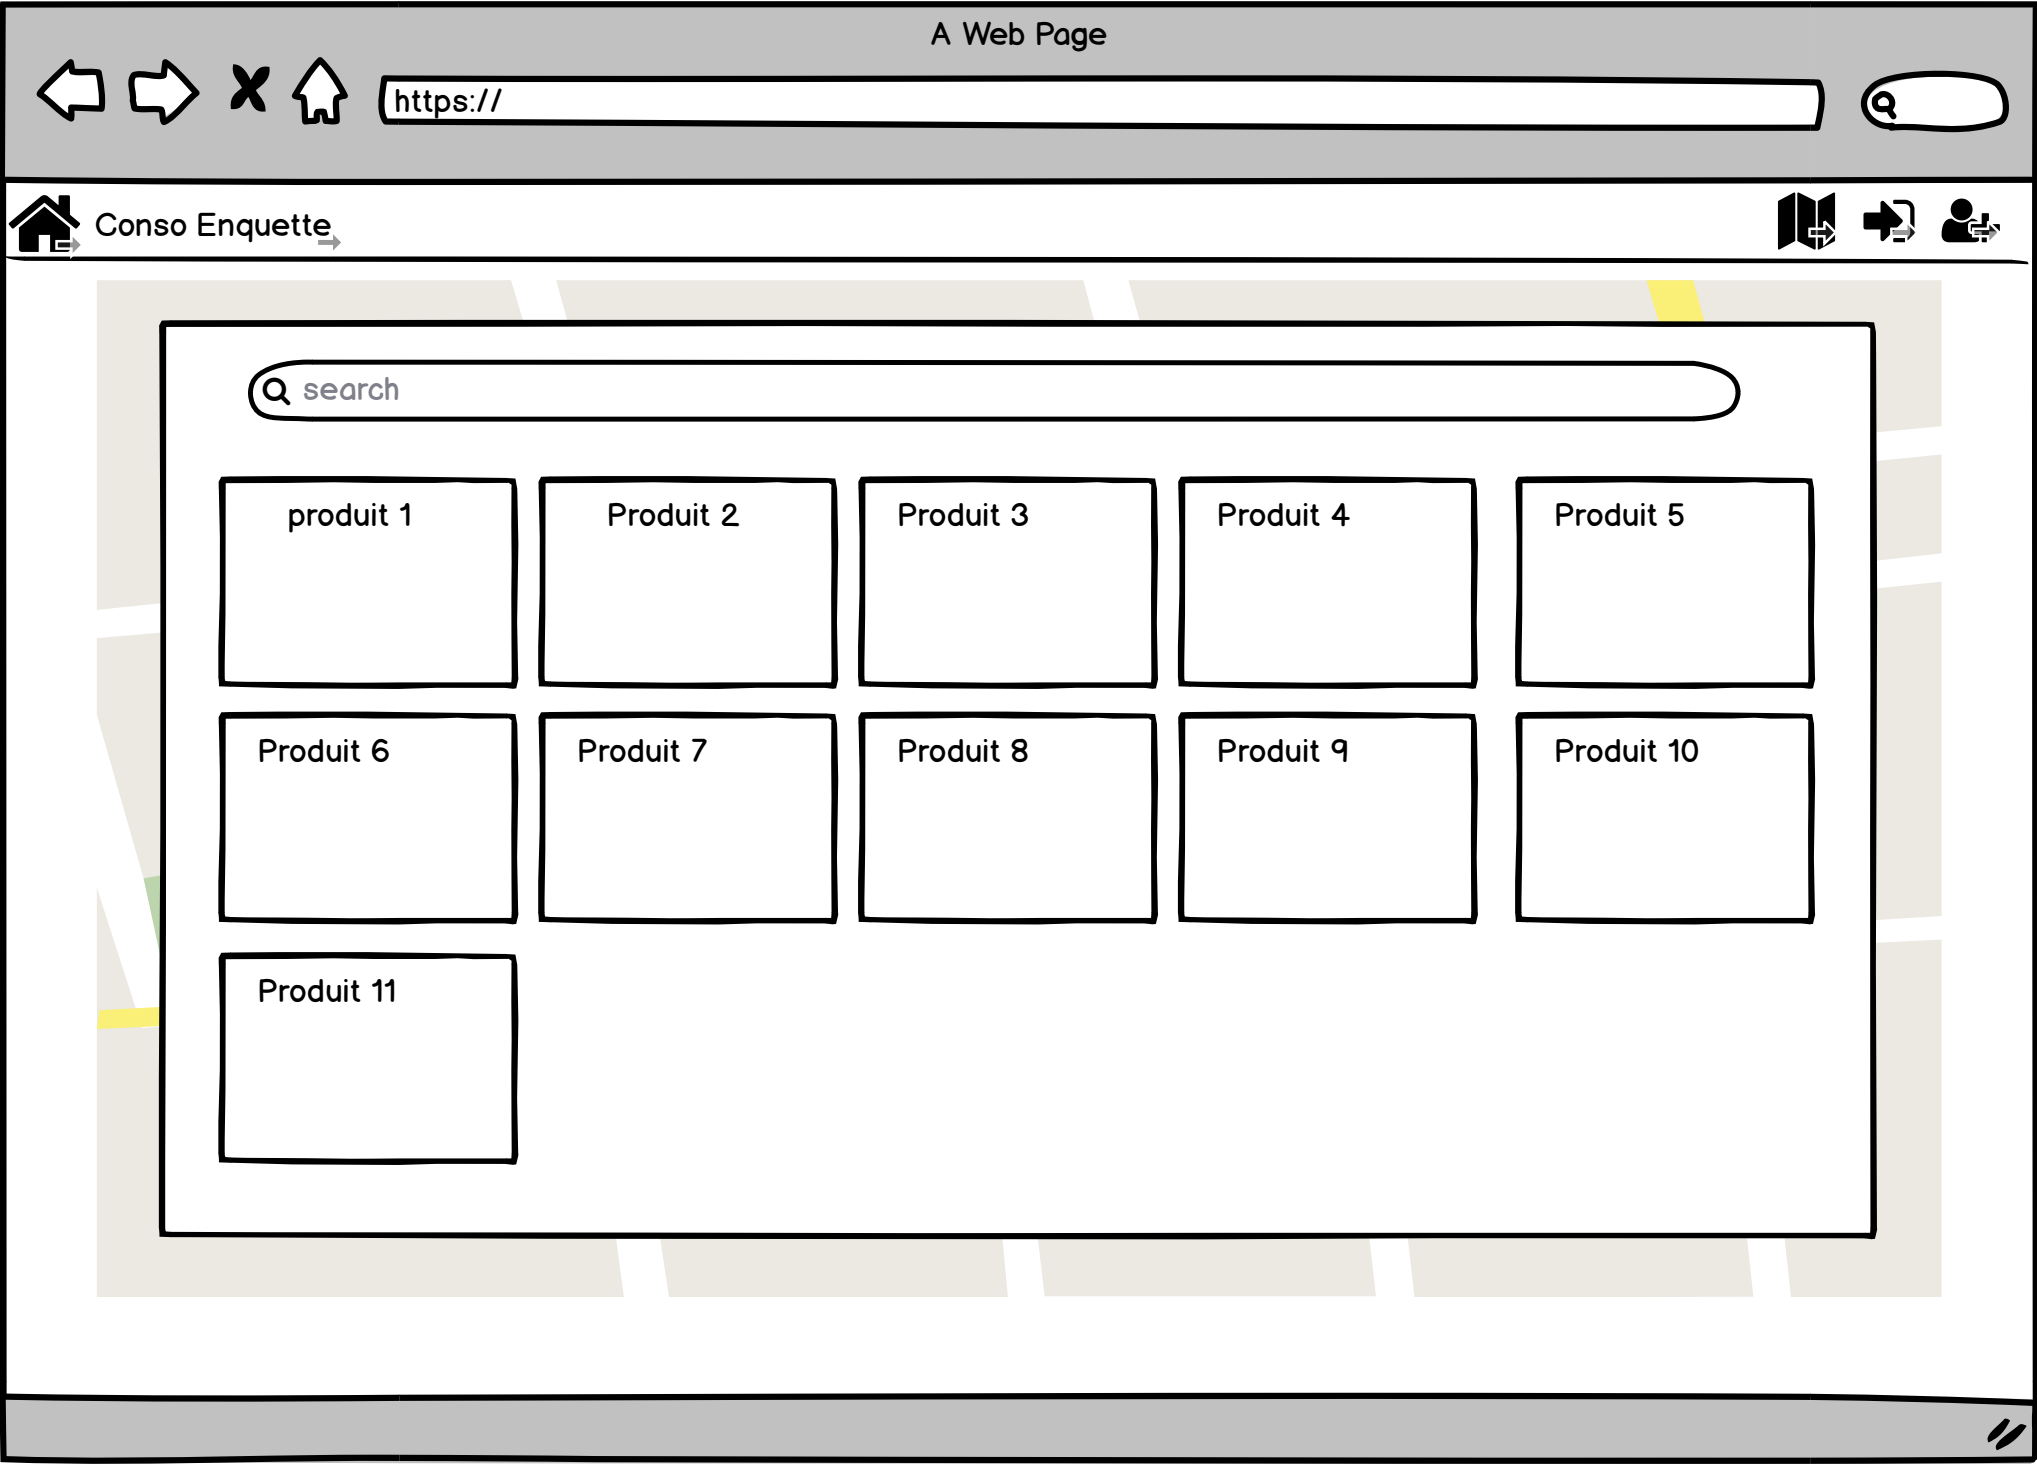 A Web Page
https://
Conso Enquette
search
produit 1
Produit 2
Produit 3
Produit 4
Produit 5
Produit 6
Produit 7
Produit 8
Produit 9
Produit 10
Produit 11